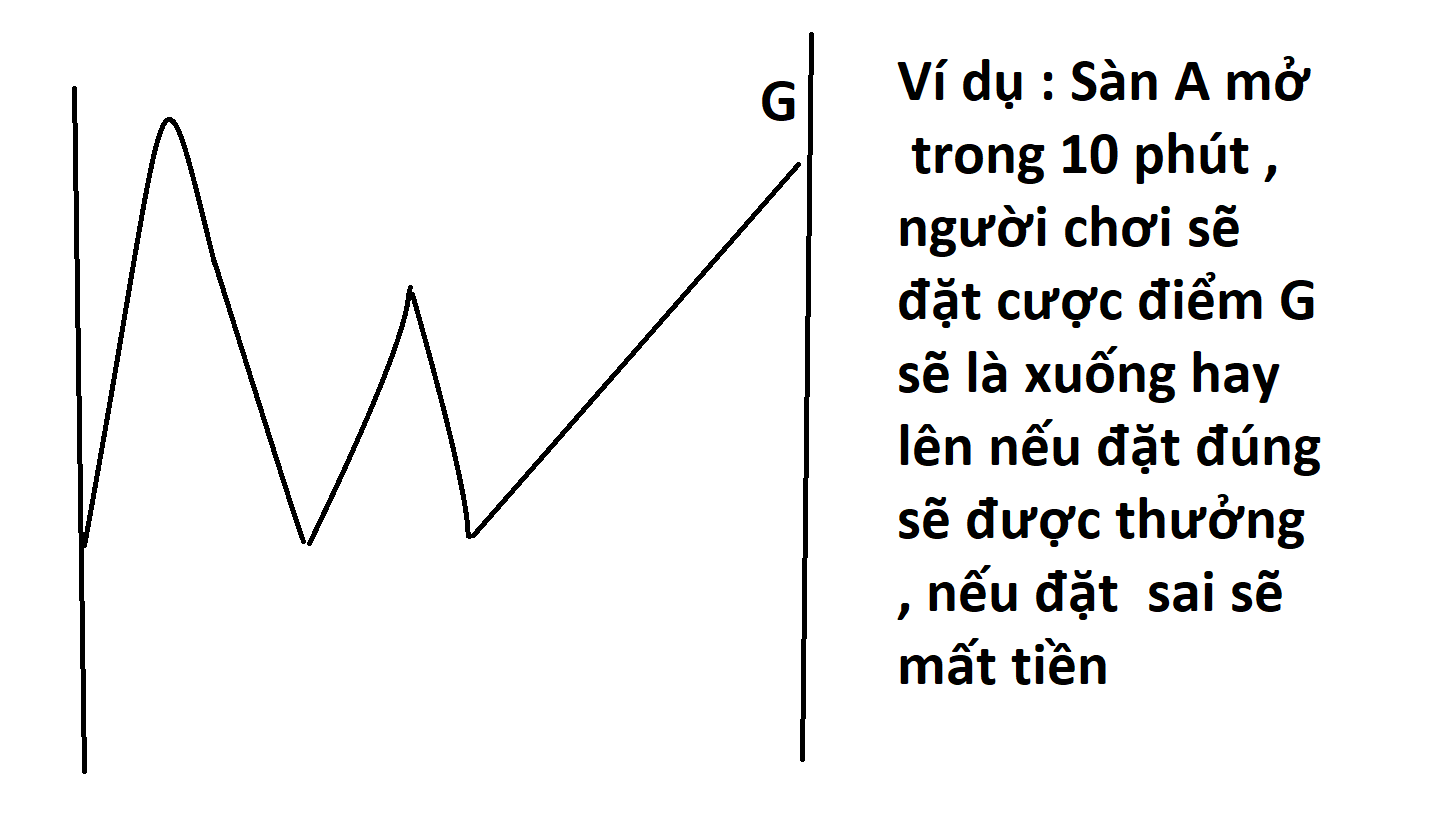 G
Ví dụ : Sàn A mở
trong 10 phút ,
người chơi sẽ
đặt cược điểm G
sẽ là xuống hay
lên nếu đặt đúng
sẽ được thưởng
, nếu đặt  sai sẽ
mất tiền